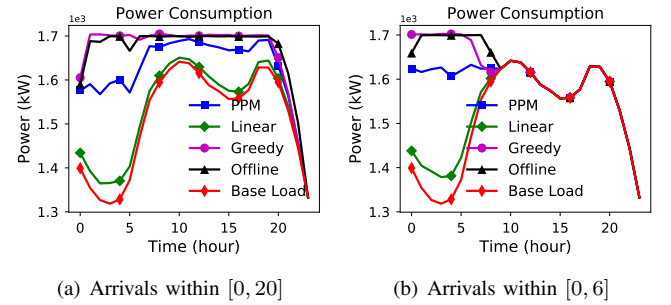 Power Consumption
1e3
1.7
1.6
1.5
1.4
1.3
Power (kW)
PPM
Linear
Greedy
Offline
Base Load
0 5 10 15 20
Time (hour)
(a) Arrivals within [0, 20]
Power Consumption
1e3
1.7
1.6
1.5
1.4
1.3
Power (kW)
PPM
Linear
Greedy
Offline
Base Load
0 5 10 15 20
Time (hour)
(b) Arrivals within [0, 6]